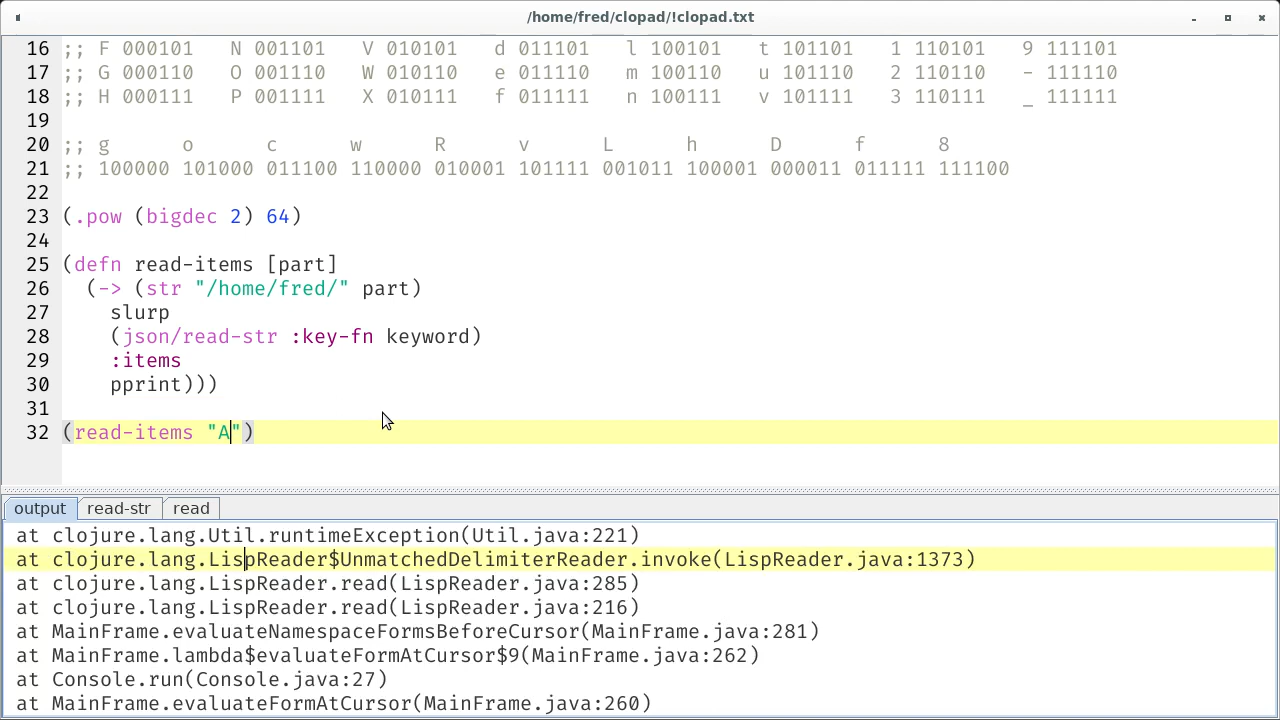 /home/fred/clopad/!clopad.txt
16 ;; F 000101   N 001101   V 010101   d 011101   l 100101   t 101101   1 110101   9 111101
17 ;; G 000110   O 001110   W 010110   e 011110   m 100110   u 101110   2 110110   - 111110
18 ;; H 000111   P 001111   X 010111   f 011111   n 100111   v 101111   3 110111   _ 111111
19
20 ;; g      o      c      w      R      v      L      h      D      f      8
21 ;; 100000 101000 011100 110000 010001 101111 001011 100001 000011 011111 111100
22
23 (.pow (bigdec 2) 64)
24
25 (defn read-items [part]
26   (-> (str "/home/fred/" part)
27     slurp
28     (json/read-str :key-fn keyword)
29     :items
30     pprint)))
31
32 (read-items "A")
output read-str read
at clojure.lang.Util.runtimeException(Util.java:221)
at clojure.lang.LispReader$UnmatchedDelimiterReader.invoke(LispReader.java:1373)
at clojure.lang.LispReader.read(LispReader.java:285)
at clojure.lang.LispReader.read(LispReader.java:216)
at MainFrame.evaluateNamespaceFormsBeforeCursor(MainFrame.java:281)
at MainFrame.lambda$evaluateFormAtCursor$9(MainFrame.java:262)
at Console.run(Console.java:27)
at MainFrame.evaluateFormAtCursor(MainFrame.java:260)